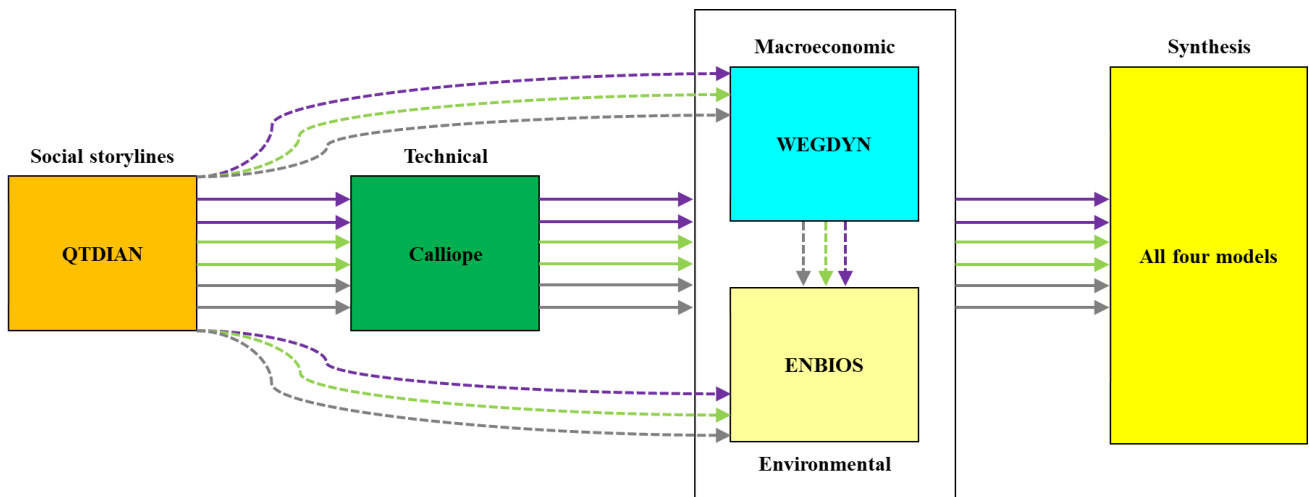 Macroeconomic
Synthesis
WEGDYN
Social storylines
Technical
QTDIAN
Calliope
All four models
ENBIOS
Environmental